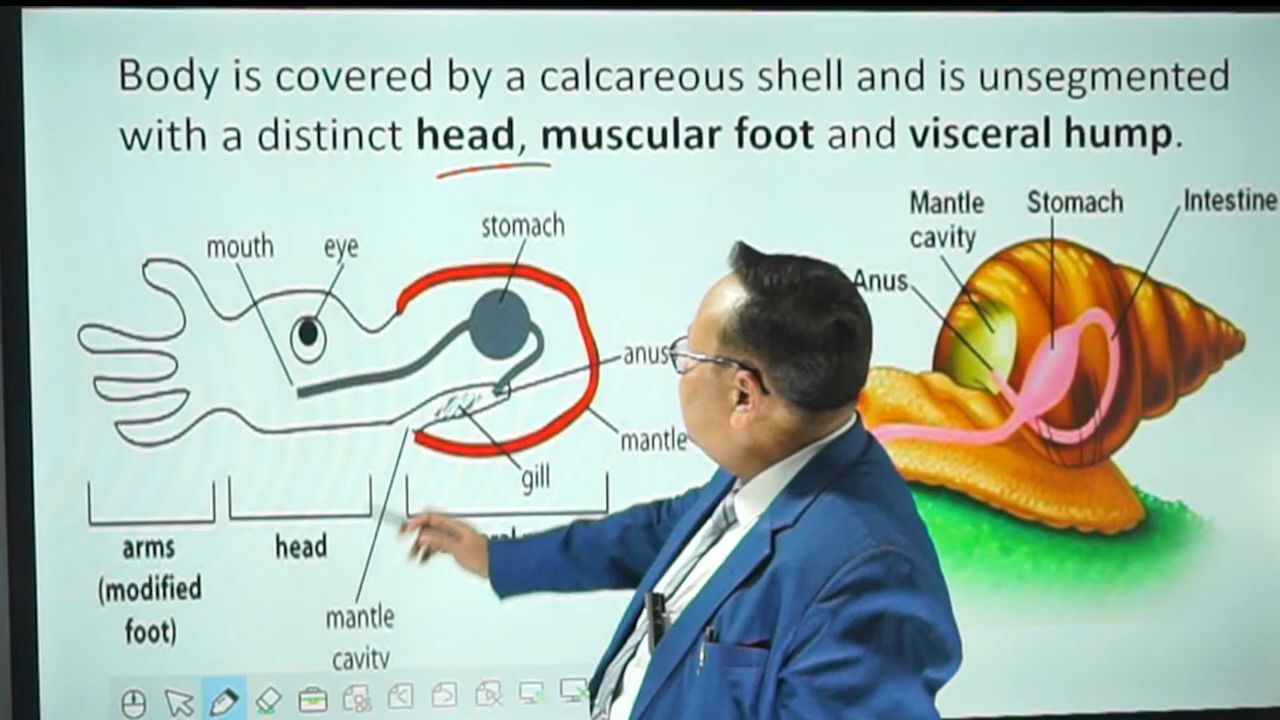 Body is covered by a calcareous shell and is unsegmented
with a distinct head, muscular foot and visceral hump.
mouth
eye
stomach
anus
mantle
gill
arms
(modified
foot)
head
mantle
cavity
Mantle
cavity
Stomach
Intestine
Anus